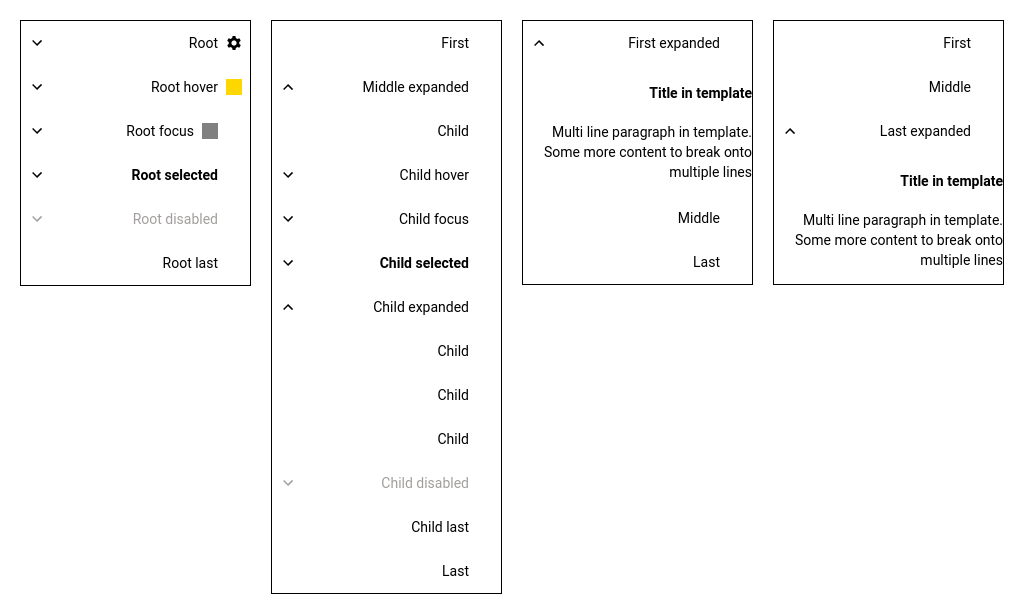 Root
Root hover
Root focus
Root selected
Root disabled
Root last
First
Middle expanded
Child
Child hover
Child focus
Child selected
Child expanded
Child
Child
Child
Child disabled
Child last
Last
First expanded
Title in template
Multi line paragraph in template.
Some more content to break onto
multiple lines
Middle
Last
First
Middle
Last expanded
Title in template
Multi line paragraph in template.
Some more content to break onto
multiple lines